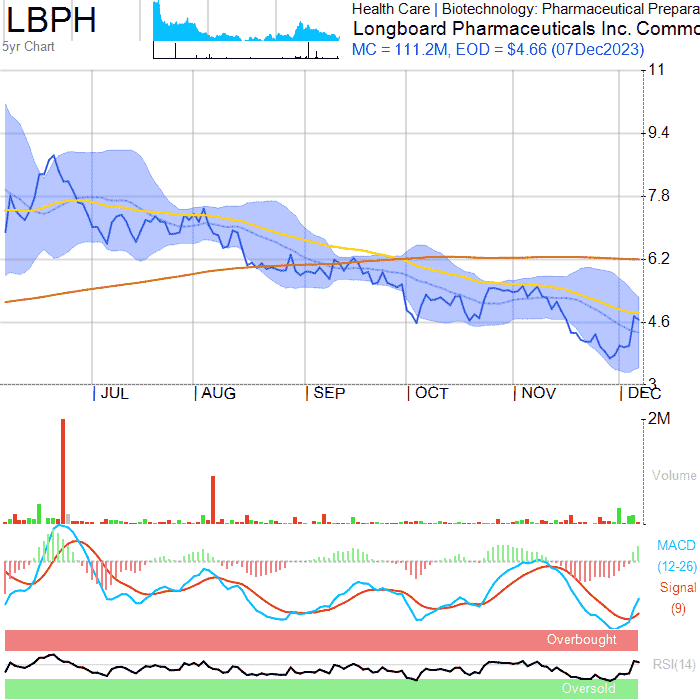 LBPH
5yr Chart
Health Care | Biotechnology: Pharmaceutical Prepara
Longboard Pharmaceuticals Inc. Commo
MC = 111.2M, EOD = $4.66 (07Dec2023)
11
9.4
7.8
6.2
4.6
3
JUL
AUG
SEP
OCT
NOV
DEC
2M
Volume
MACD
(12-26)
Signal
(9)
Overbought
RSI(14)
Oversold